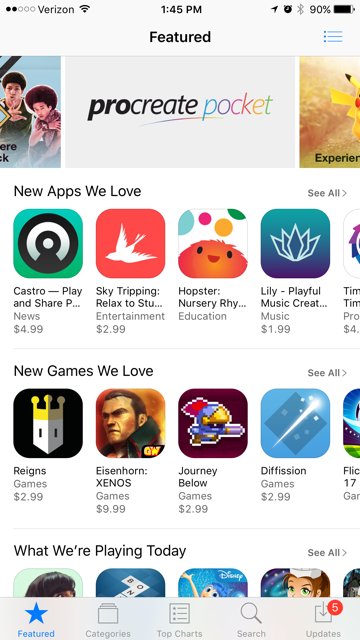 Verizon 1:45 PM 90%
Featured
ere
ck
procreate pocket
Experien
New Apps We Love See All >
Castro — Play and Share P...
News
$4.99
Sky Tripping: Relax to Stu...
Entertainment
$2.99
Hopster: Nursery Rhy...
Education
Lily - Playful Music Creat...
Music
$1.99
Tim
Tim
Pro
$4.
New Games We Love See All >
Reigns
Games
$2.99
GW
Eisenhorn: XENOS
Games
$9.99
Journey Below
Games
$2.99
Diffission
Games
$2.99
Flic
17
Gam
What We're Playing Today See All >
BONZ
Disney
5
Featured Categories Top Charts Search Updates